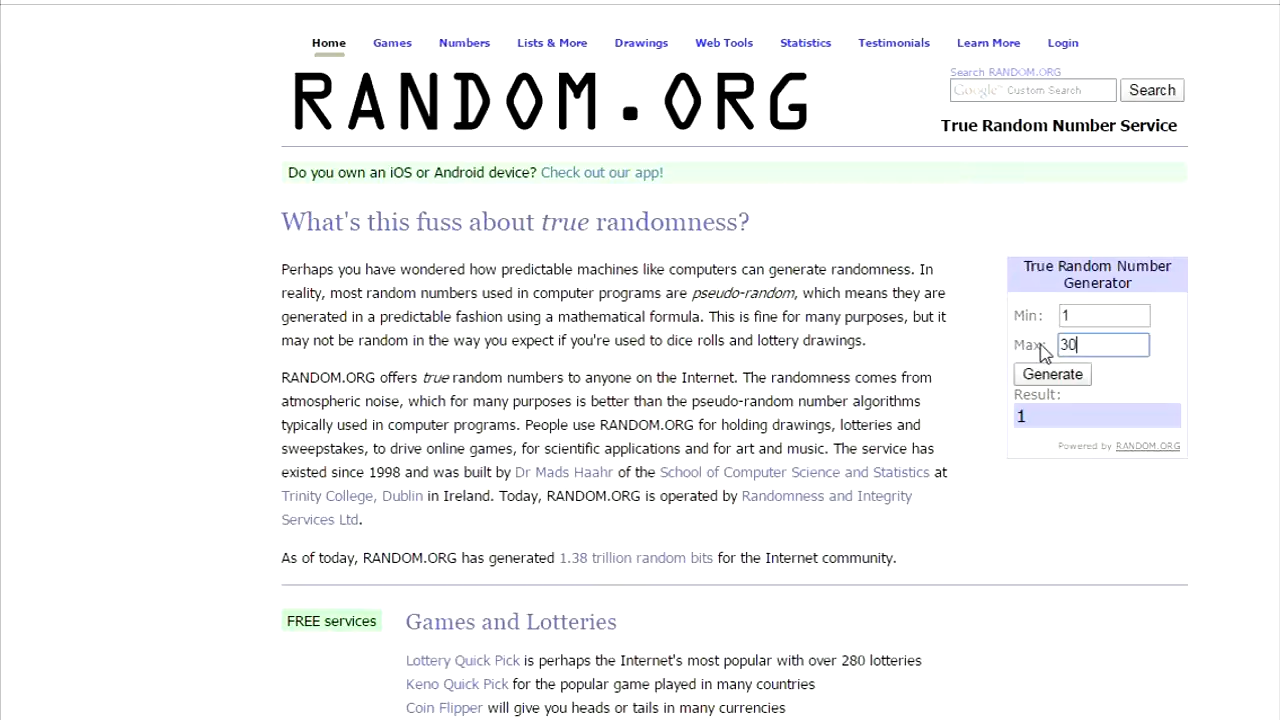 Home Games Numbers Lists & More Drawings Web Tools Statistics Testimonials Learn More Login
RANDOM.ORG
Search RANDOM.ORG
Google™ Custom Search Search
True Random Number Service
Do you own an iOS or Android device? Check out our app!
What's this fuss about true randomness?
Perhaps you have wondered how predictable machines like computers can generate randomness. In
reality, most random numbers used in computer programs are pseudo-random, which means they are
generated in a predictable fashion using a mathematical formula. This is fine for many purposes, but it
may not be random in the way you expect if you're used to dice rolls and lottery drawings.
RANDOM.ORG offers true random numbers to anyone on the Internet. The randomness comes from
atmospheric noise, which for many purposes is better than the pseudo-random number algorithms
typically used in computer programs. People use RANDOM.ORG for holding drawings, lotteries and
sweepstakes, to drive online games, for scientific applications and for art and music. The service has
existed since 1998 and was built by Dr Mads Haahr of the School of Computer Science and Statistics at
Trinity College, Dublin in Ireland. Today, RANDOM.ORG is operated by Randomness and Integrity
Services Ltd.
As of today, RANDOM.ORG has generated 1.38 trillion random bits for the Internet community.
True Random Number
Generator
Min: 1
Max: 30
Generate
Result:
1
Powered by RANDOM.ORG
FREE services
Games and Lotteries
Lottery Quick Pick is perhaps the Internet's most popular with over 280 lotteries
Keno Quick Pick for the popular game played in many countries
Coin Flipper will give you heads or tails in many currencies